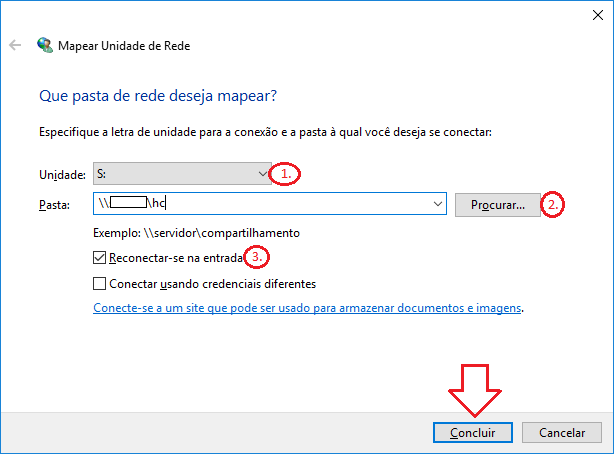 Mapear Unidade de Rede
Que pasta de rede deseja mapear?
Especifique a letra de unidade para a conexão e a pasta à qual você deseja se conectar:
Unidade: S: 1.
Pasta: \\ \hc Procurar... 2.
Exemplo: \\servidor\compartilhamento
Reconectar-se na entrada 3.
Conectar usando credenciais diferentes
Conecte-se a um site que pode ser usado para armazenar documentos e imagens.
Concluir Cancelar